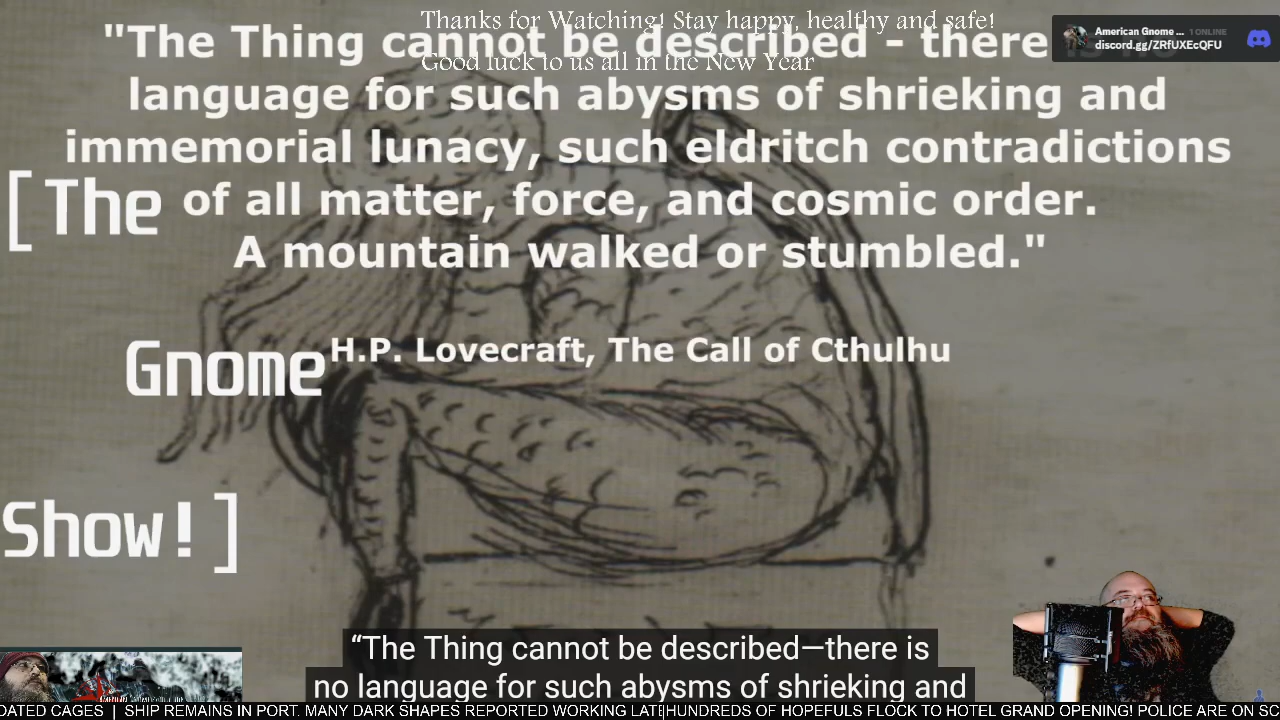 Thanks for Watching! Stay happy, healthy and safe!
Good luck to us all in the New Year
American Gnome ... 1 ONLINE
discord.gg/ZRfUXEcQFU
"The Thing cannot be described - there
language for such abysms of shrieking and
immemorial lunacy, such eldritch contradictions
of all matter, force, and cosmic order.
A mountain walked or stumbled."
[The
Gnome
Show!]
H.P. Lovecraft, The Call of Cthulhu
“The Thing cannot be described—there is
no language for such abysms of shrieking and
DATED CAGES | SHIP REMAINS IN PORT. MANY DARK SHAPES REPORTED WORKING LATE|HUNDREDS OF HOPEFULS FLOCK TO HOTEL GRAND OPENING! POLICE ARE ON SC